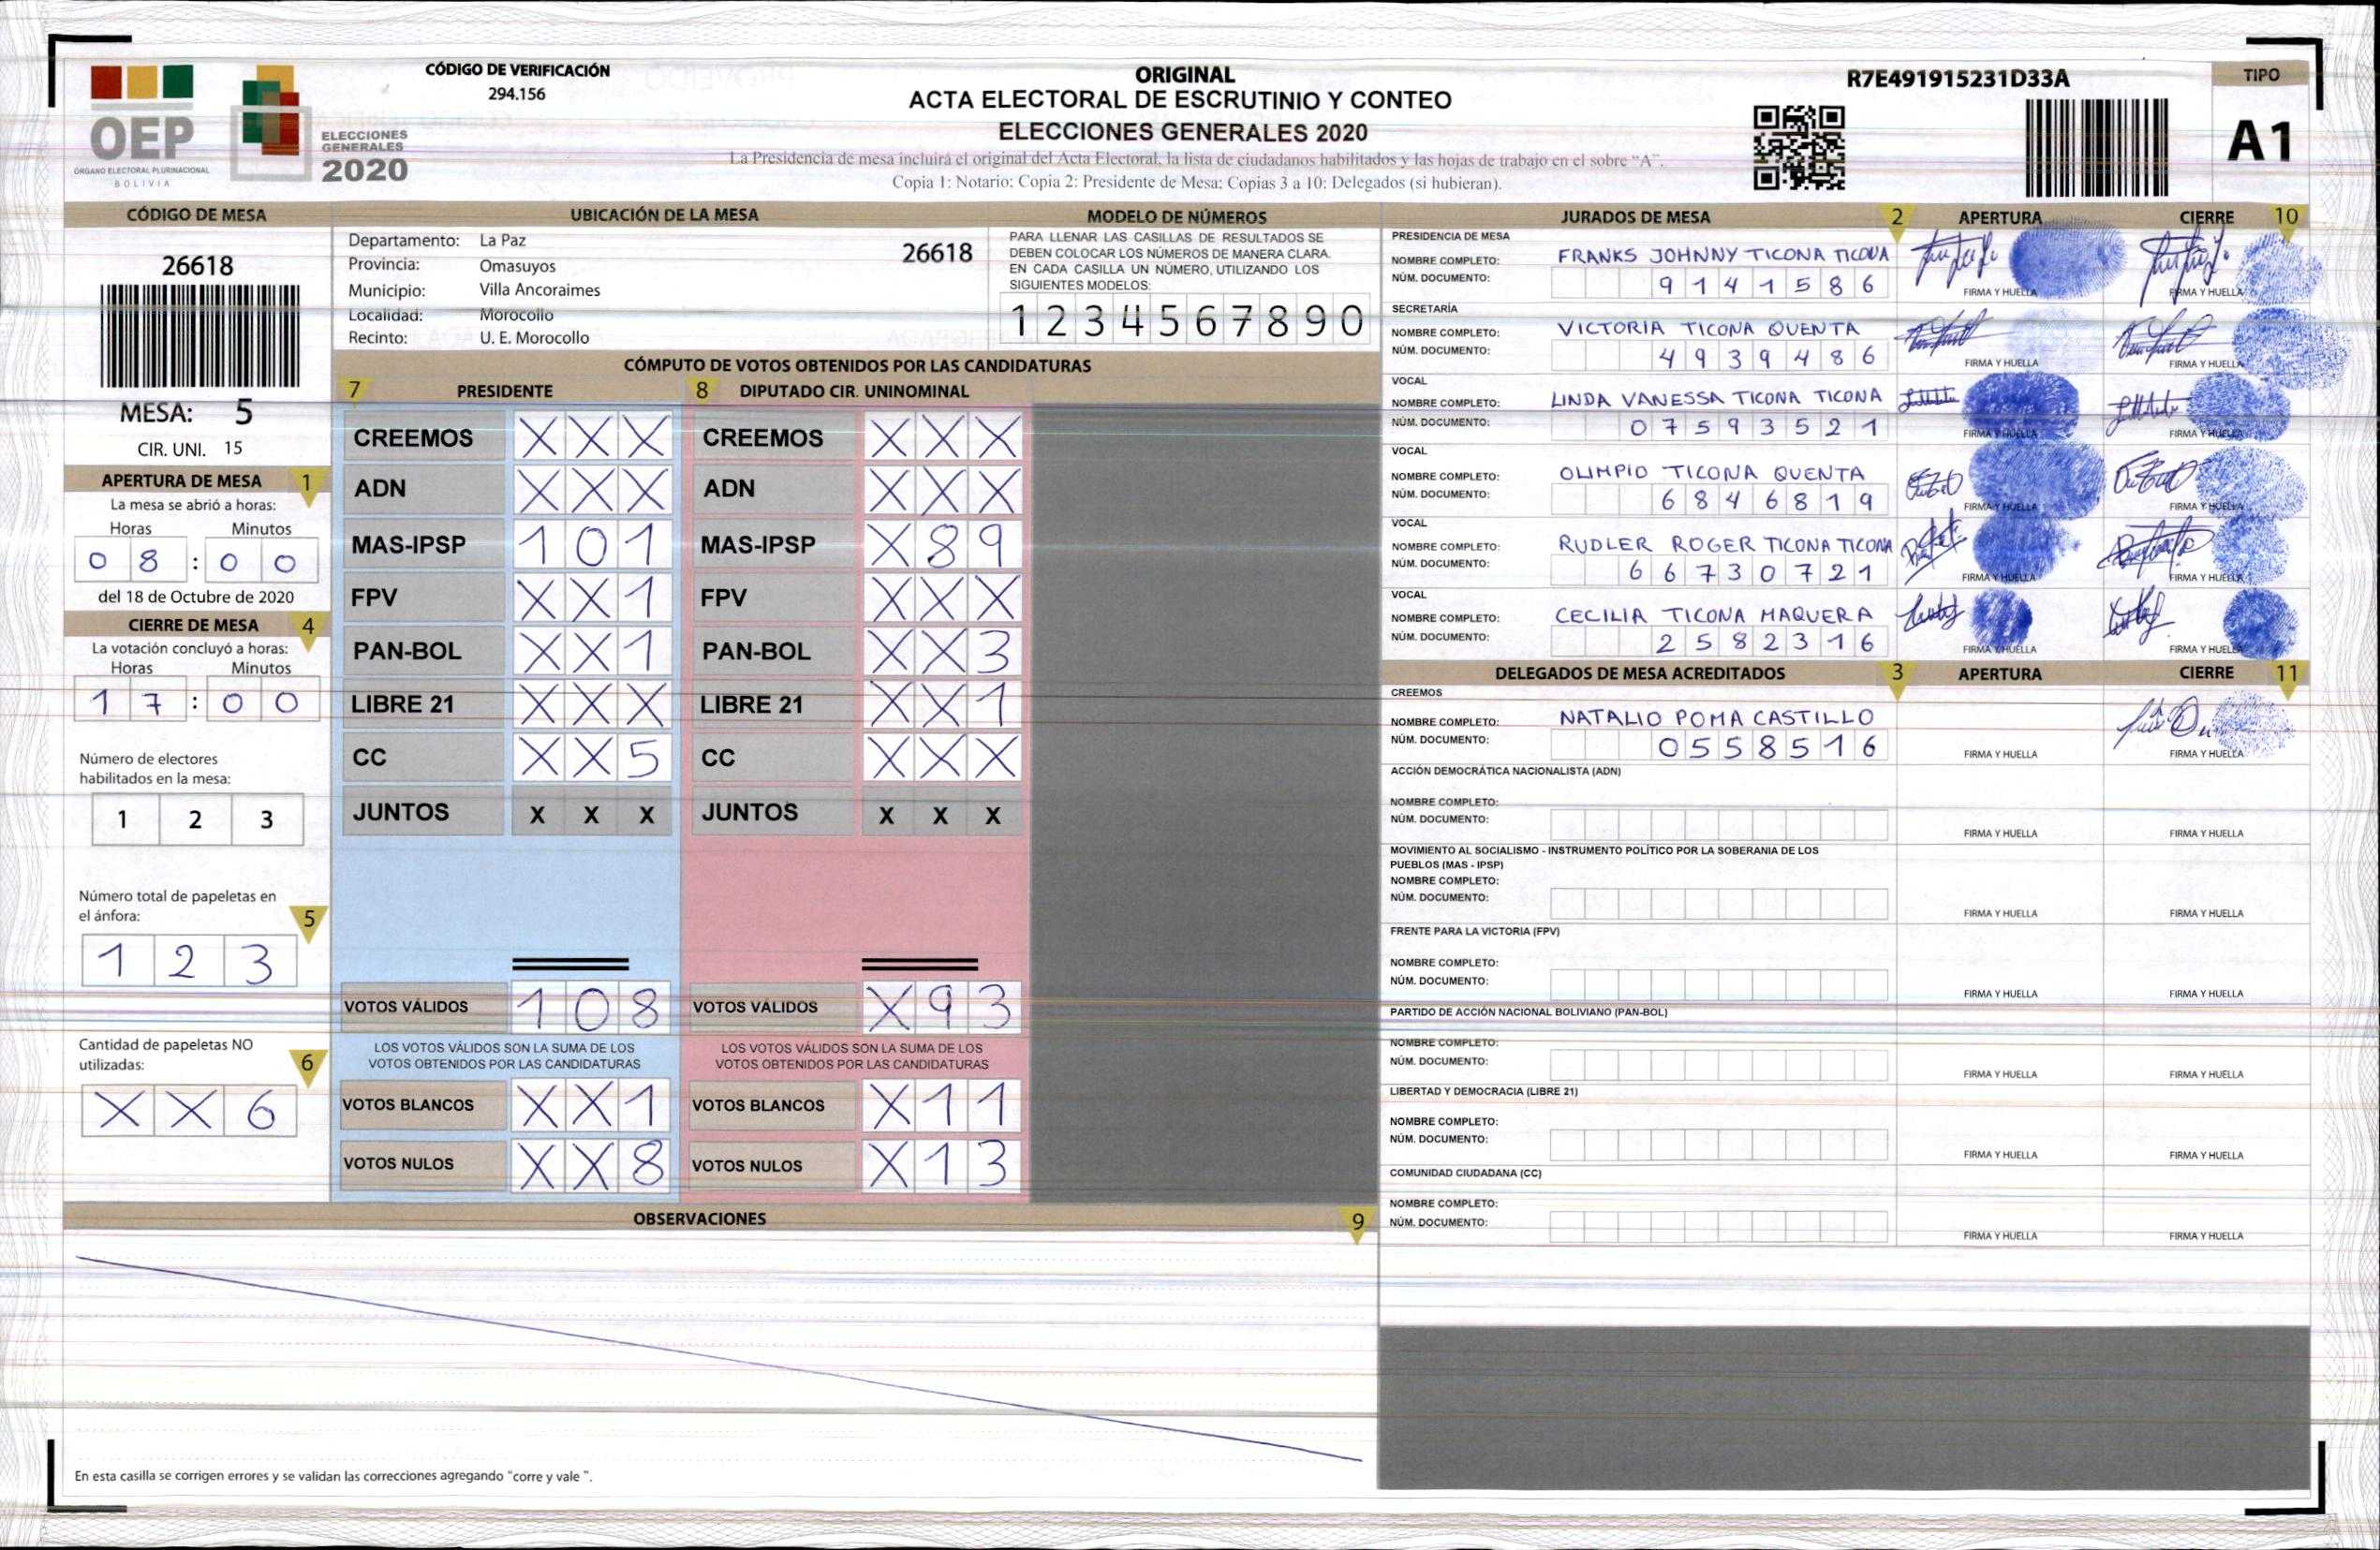 CÓDIGO DE VERIFICACIÓN
294.156
OEP
ÓRGANO ELECTORAL PLURINACIONAL
BOLIVIA
ELECCIONES
GENERALES
2020
ORIGINAL
ACTA ELECTORAL DE ESCRUTINIO Y CONTEO
ELECCIONES GENERALES 2020
La Presidencia de mesa incluirá el original del Acta Electoral, la lista de ciudadanos habilitados y las hojas de trabajo en el sobre “A”.
Copia 1: Notario; Copia 2: Presidente de Mesa; Copias 3 a 10: Delegados (si hubieran).
R7E491915231D33A
TIPO
A1
CÓDIGO DE MESA
26618
MESA: 5
CIR. UNI. 15
APERTURA DE MESA 1
La mesa se abrió a horas:
Horas Minutos
0 8 : 0 0
del 18 de Octubre de 2020
CIERRE DE MESA 4
La votación concluyó a horas:
Horas Minutos
1 7 : 0 0
Número de electores
habilitados en la mesa:
1 2 3
Número total de papeletas en
el ánfora: 5
1 2 3
Cantidad de papeletas NO
utilizadas: 6
X X 6
UBICACIÓN DE LA MESA
Departamento: La Paz
Provincia: Omasuyos
Municipio: Villa Ancoraimes
Localidad: Morocollo
Recinto: U. E. Morocollo
26618
MODELO DE NÚMEROS
PARA LLENAR LAS CASILLAS DE RESULTADOS SE
DEBEN COLOCAR LOS NÚMEROS DE MANERA CLARA.
EN CADA CASILLA UN NÚMERO, UTILIZANDO LOS
SIGUIENTES MODELOS:
1 2 3 4 5 6 7 8 9 0
CÓMPUTO DE VOTOS OBTENIDOS POR LAS CANDIDATURAS
7 PRESIDENTE
CREEMOS X X X
ADN X X X
MAS-IPSP 1 0 1
FPV X X 1
PAN-BOL X X 1
LIBRE 21 X X X
CC X X 5
JUNTOS X X X
VOTOS VÁLIDOS 1 0 8
LOS VOTOS VÁLIDOS SON LA SUMA DE LOS
VOTOS OBTENIDOS POR LAS CANDIDATURAS
VOTOS BLANCOS X X 1
VOTOS NULOS X X 8
8 DIPUTADO CIR. UNINOMINAL
CREEMOS X X X
ADN X X X
MAS-IPSP X 8 9
FPV X X X
PAN-BOL X X 3
LIBRE 21 X X 1
CC X X X
JUNTOS X X X
VOTOS VÁLIDOS X 9 3
LOS VOTOS VÁLIDOS SON LA SUMA DE LOS
VOTOS OBTENIDOS POR LAS CANDIDATURAS
VOTOS BLANCOS X 1 1
VOTOS NULOS X 1 3
OBSERVACIONES 9
En esta casilla se corrigen errores y se validan las correcciones agregando "corre y vale ".
JURADOS DE MESA 2 APERTURA CIERRE 10
PRESIDENCIA DE MESA
NOMBRE COMPLETO: FRANKS JOHNNY TICONA TICONA
NÚM. DOCUMENTO: 9 1 4 1 5 8 6
FIRMA Y HUELLA FIRMA Y HUELLA
SECRETARÍA
NOMBRE COMPLETO: VICTORIA TICONA QUENTA
NÚM. DOCUMENTO: 4 9 3 9 4 8 6
FIRMA Y HUELLA FIRMA Y HUELLA
VOCAL
NOMBRE COMPLETO: LINDA VANESSA TICONA TICONA
NÚM. DOCUMENTO: 0 7 5 9 3 5 2 1
FIRMA Y HUELLA FIRMA Y HUELLA
VOCAL
NOMBRE COMPLETO: OLIMPIO TICONA QUENTA
NÚM. DOCUMENTO: 6 8 4 6 8 1 9
FIRMA Y HUELLA FIRMA Y HUELLA
VOCAL
NOMBRE COMPLETO: RUDLER ROGER TICONA TICONA
NÚM. DOCUMENTO: 6 6 7 3 0 7 2 1
FIRMA Y HUELLA FIRMA Y HUELLA
VOCAL
NOMBRE COMPLETO: CECILIA TICONA MAQUERA
NÚM. DOCUMENTO: 2 5 8 2 3 1 6
FIRMA Y HUELLA FIRMA Y HUELLA
DELEGADOS DE MESA ACREDITADOS 3 APERTURA CIERRE 11
CREEMOS
NOMBRE COMPLETO: NATALIO POMA CASTILLO
NÚM. DOCUMENTO: 0 5 5 8 5 1 6
FIRMA Y HUELLA FIRMA Y HUELLA
ACCIÓN DEMOCRÁTICA NACIONALISTA (ADN)
NOMBRE COMPLETO:
NÚM. DOCUMENTO:
FIRMA Y HUELLA FIRMA Y HUELLA
MOVIMIENTO AL SOCIALISMO - INSTRUMENTO POLÍTICO POR LA SOBERANIA DE LOS
PUEBLOS (MAS - IPSP)
NOMBRE COMPLETO:
NÚM. DOCUMENTO:
FIRMA Y HUELLA FIRMA Y HUELLA
FRENTE PARA LA VICTORIA (FPV)
NOMBRE COMPLETO:
NÚM. DOCUMENTO:
FIRMA Y HUELLA FIRMA Y HUELLA
PARTIDO DE ACCIÓN NACIONAL BOLIVIANO (PAN-BOL)
NOMBRE COMPLETO:
NÚM. DOCUMENTO:
FIRMA Y HUELLA FIRMA Y HUELLA
LIBERTAD Y DEMOCRACIA (LIBRE 21)
NOMBRE COMPLETO:
NÚM. DOCUMENTO:
FIRMA Y HUELLA FIRMA Y HUELLA
COMUNIDAD CIUDADANA (CC)
NOMBRE COMPLETO:
NÚM. DOCUMENTO:
FIRMA Y HUELLA FIRMA Y HUELLA